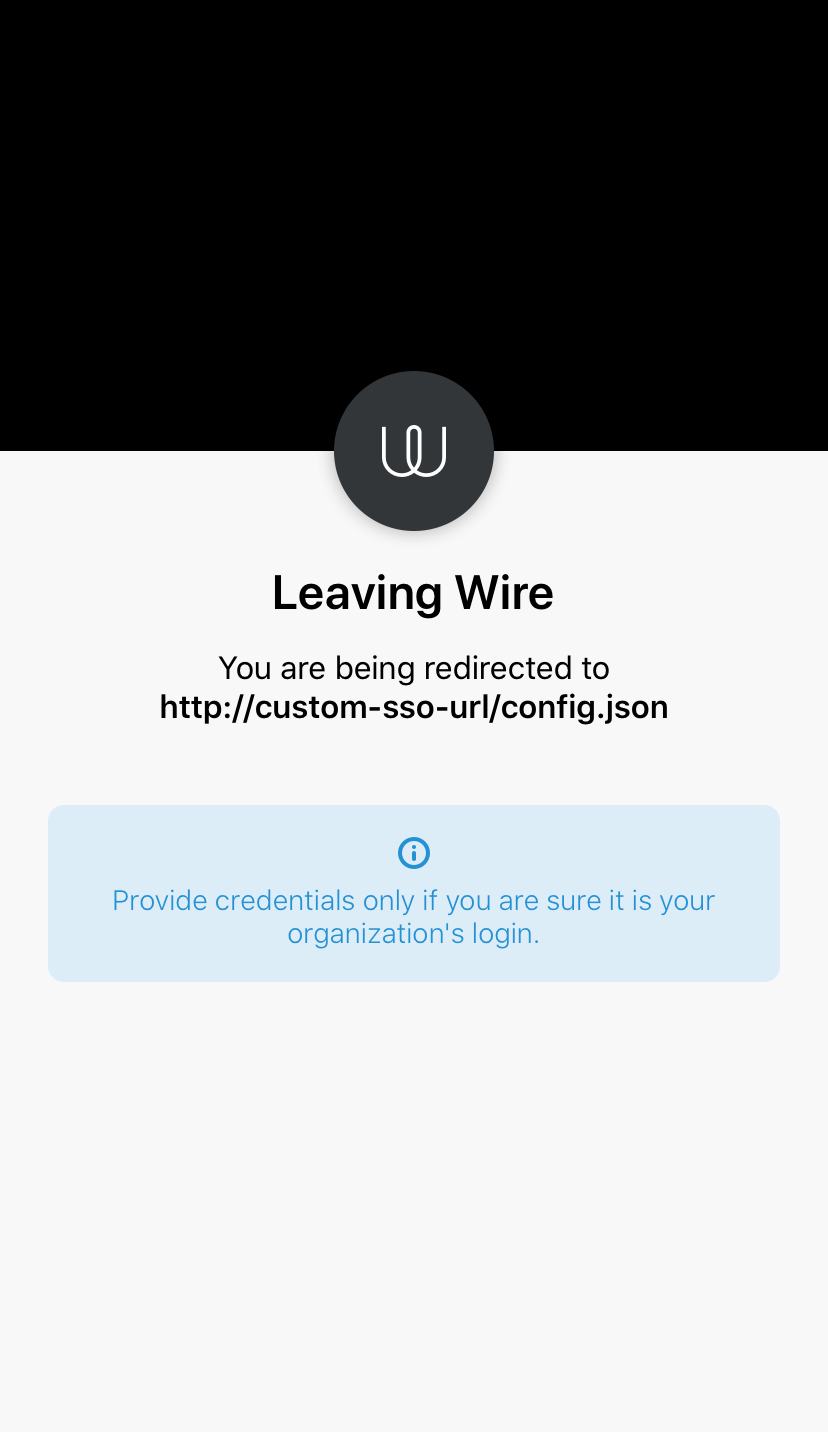 Leaving Wire
You are being redirected to
http://custom-sso-url/config.json
Provide credentials only if you are sure it is your
organization's login.